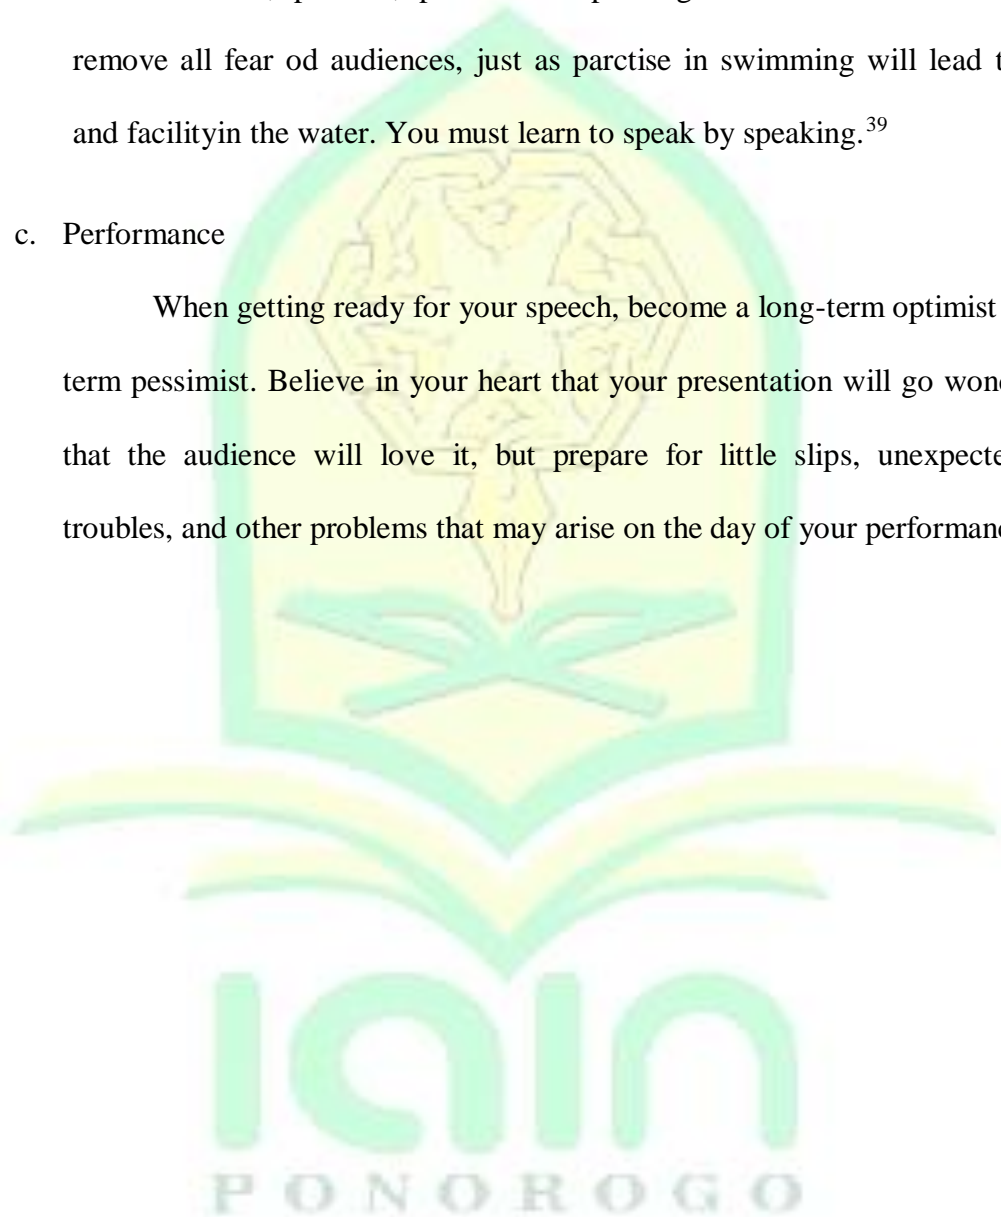 remove all fear od audiences, just as parctise in swimming will lead
and facilityin the water. You must learn to speak by speaking.39
c. Performance
When getting ready for your speech, become a long-term optimist
term pessimist. Believe in your heart that your presentation will go
that the audience will love it, but prepare for little slips,
troubles, and other problems that may arise on the day of your
iain
PONOROGO